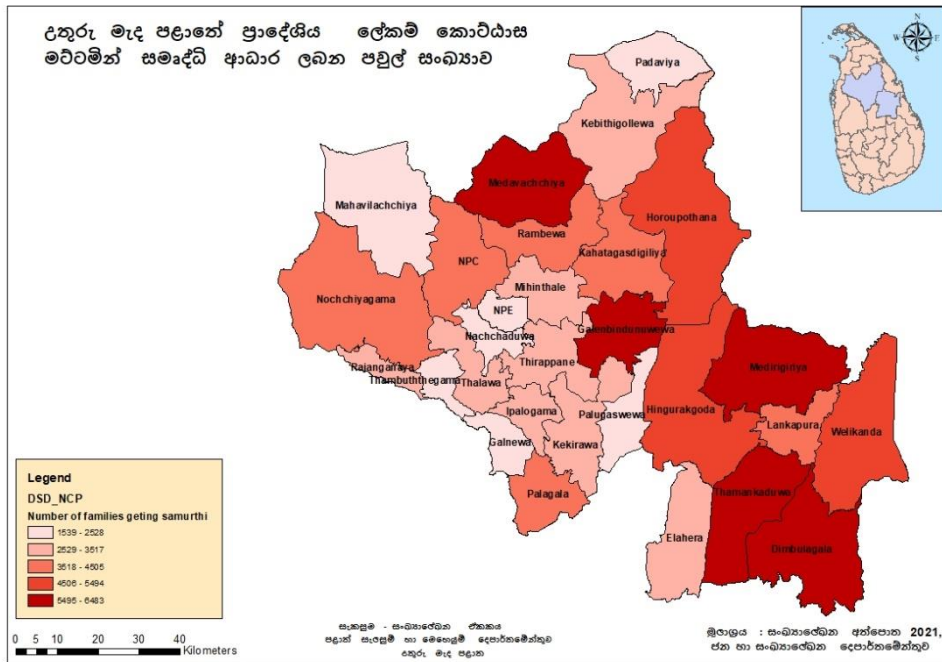 උතුරු මැද පළාතේ ප්‍රාදේශිය ලේකම් කොට්ඨාස
මට්ටමින් සමෘද්ධි ආධාර ලබන පවුල් සංඛ්‍යාව
N
W E
S
Padaviya
Kebithigollewa
Medavachchiya
Mahavilachchiya
Horoupothana
Rambewa
Kahatagasdigiliya
NPC
Mihinthale
Nochchiyagama
NPE
Galenbindunuwewa
Nachchaduwa
Thirappane
Medirigiriya
Rajanganaya
Thambuththegama
Thalawa
Ipalogama
Palugaswewa
Hingurakgoda
Lankapura
Welikanda
Galnewa
Kekirawa
Palagala
Thamankaduwa
Elahera
Dimbulagala
Legend
DSD_NCP
Number of families geting samurthi
1539 - 2528
2529 - 3517
3518 - 4505
4506 - 5494
5495 - 6483
0 5 10 20 30 40
Kilometers
සැකසුම - සංඛ්‍යාලේඛන ඒකකය
පළාත් සැලසුම් හා මෙහෙයුම් දෙපාර්තමේන්තුව
උතුරු මැද පළාත
මූලාශ්‍රය : සංඛ්‍යාලේඛන අත්පොත 2021,
ජන හා සංඛ්‍යාලේඛන දෙපාර්තමේන්තුව